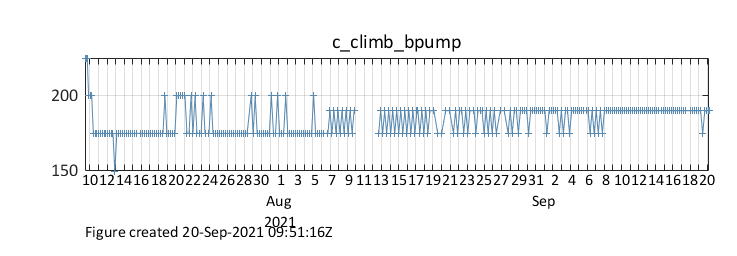 c_climb_bpump
200
150
10 12 14 16 18 20 22 24 26 28 30 1 3 5 7 9 11 13 15 17 19 21 23 25 27 29 31 2 4 6 8 10 12 14 16 18 20
Aug Sep
2021
Figure created 20-Sep-2021 09:51:16Z